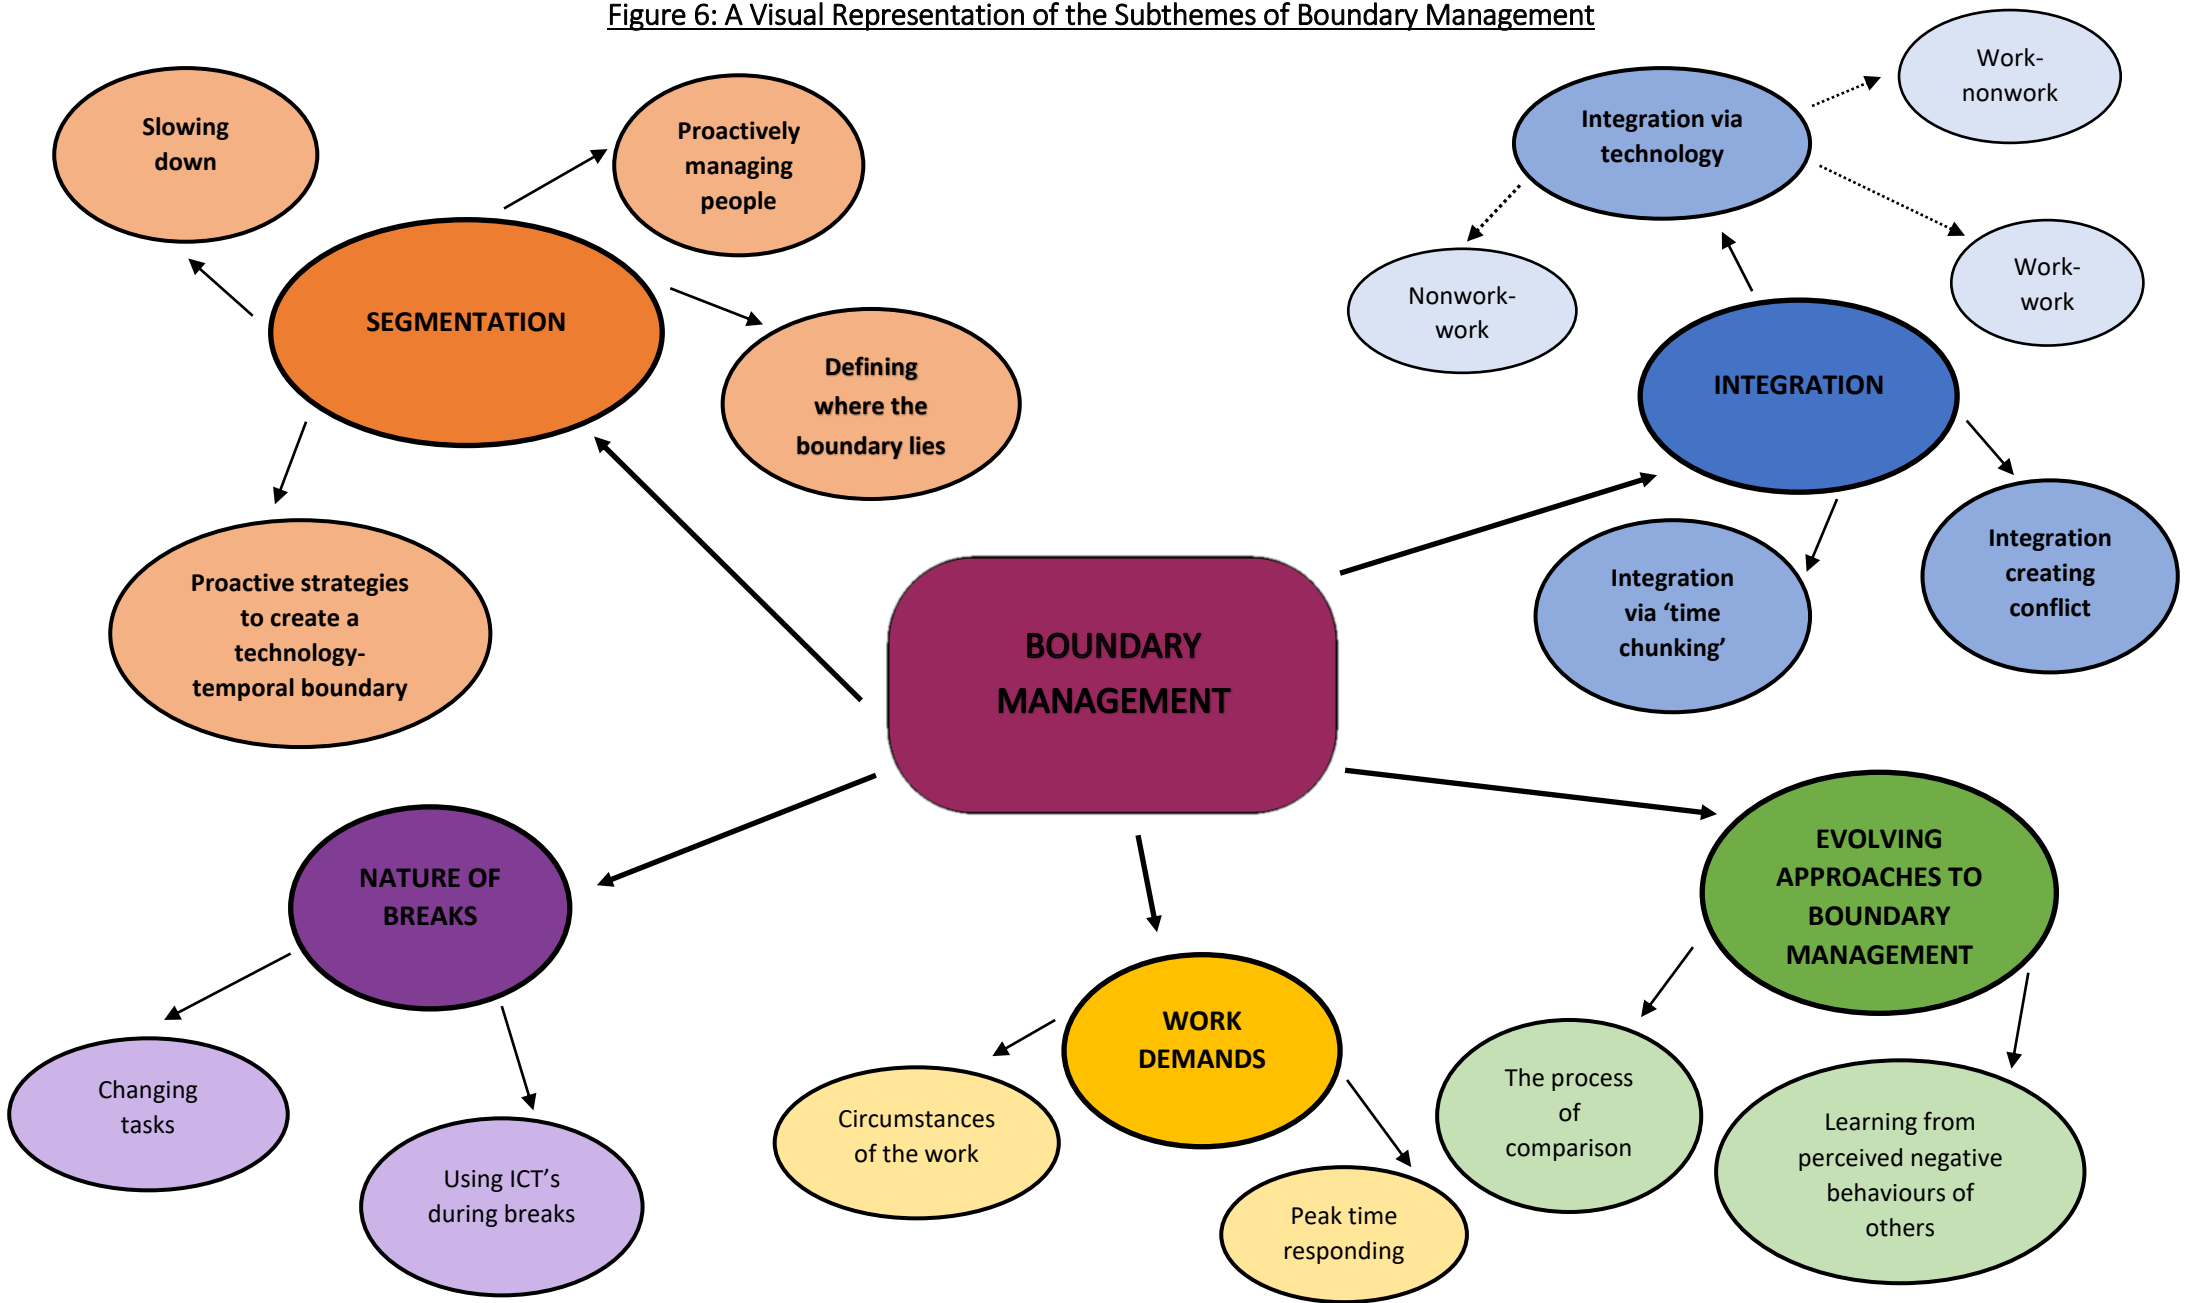 Figure 6: A Visual Representation of the Subthemes of Boundary Management
Slowing
down
Proactively
managing
people
SEGMENTATION
Defining
where the
boundary lies
Proactive strategies
to create a
technology-
temporal boundary
Integration via
technology
Work-
nonwork
Nonwork-
work
Work-
work
INTEGRATION
Integration
via ‘time
chunking’
Integration
creating
conflict
BOUNDARY
MANAGEMENT
NATURE OF
BREAKS
Changing
tasks
Using ICT’s
during breaks
WORK
DEMANDS
Circumstances
of the work
Peak time
responding
EVOLVING
APPROACHES TO
BOUNDARY
MANAGEMENT
The process
of
comparison
Learning from
perceived negative
behaviours of
others